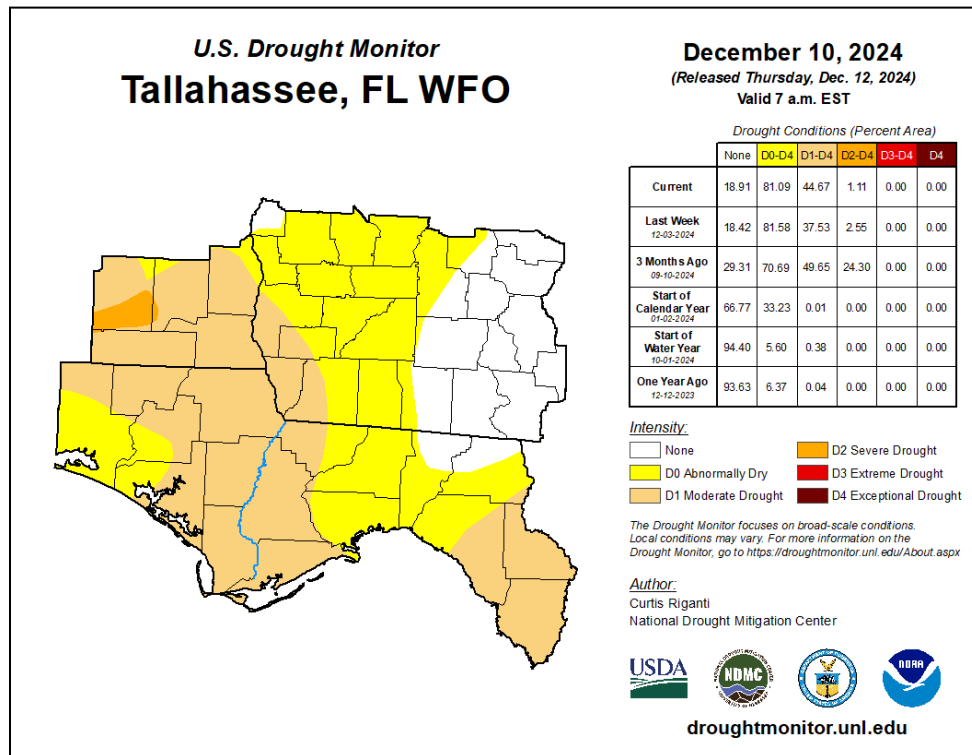 U.S. Drought Monitor
Tallahassee, FL WFO
December 10, 2024
(Released Thursday, Dec. 12, 2024)
Valid 7 a.m. EST
Drought Conditions (Percent Area)
None D0-D4 D1-D4 D2-D4 D3-D4 D4
Current 18.91 81.09 44.67 1.11 0.00 0.00
Last Week 18.42 81.58 37.53 2.55 0.00 0.00
12-03-2024
3 Months Ago 29.31 70.69 49.65 24.30 0.00 0.00
09-10-2024
Start of
Calendar Year 66.77 33.23 0.01 0.00 0.00 0.00
01-02-2024
Start of
Water Year 94.40 5.60 0.38 0.00 0.00 0.00
10-01-2024
One Year Ago 93.63 6.37 0.04 0.00 0.00 0.00
12-12-2023
Intensity:
None
D0 Abnormally Dry
D1 Moderate Drought
D2 Severe Drought
D3 Extreme Drought
D4 Exceptional Drought
The Drought Monitor focuses on broad-scale conditions.
Local conditions may vary. For more information on the
Drought Monitor, go to https://droughtmonitor.unl.edu/About.aspx
Author:
Curtis Riganti
National Drought Mitigation Center
USDA
NDMC
NOAA
droughtmonitor.unl.edu